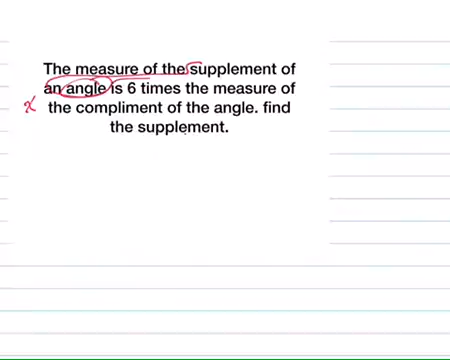 The measure of the supplement of
an angle is 6 times the measure of
x the compliment of the angle. find
the supplement.